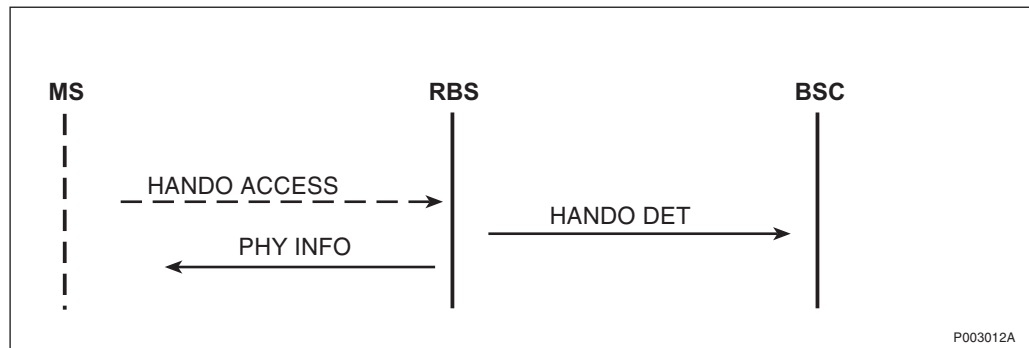 MS RBS BSC
HANDO ACCESS
HANDO DET
PHY INFO
P003012A